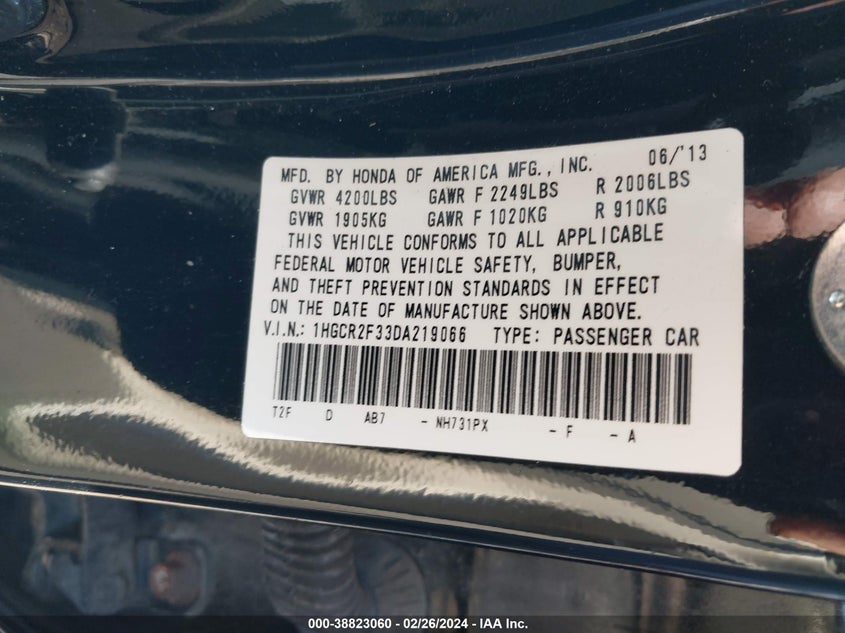 MFD. BY HONDA OF AMERICA MFG., INC. 06/'13
GVWR 4200LBS GAWR F 2249LBS R 2006LBS
GVWR 1905KG GAWR F 1020KG R 910KG
THIS VEHICLE CONFORMS TO ALL APPLICABLE
FEDERAL MOTOR VEHICLE SAFETY, BUMPER,
AND THEFT PREVENTION STANDARDS IN EFFECT
ON THE DATE OF MANUFACTURE SHOWN ABOVE.
V.I.N.: 1HGCR2F33DA219066 TYPE: PASSENGER CAR
T2F D AB7 - NH731PX - F - A
000-38823060 - 02/26/2024 - IAA Inc.